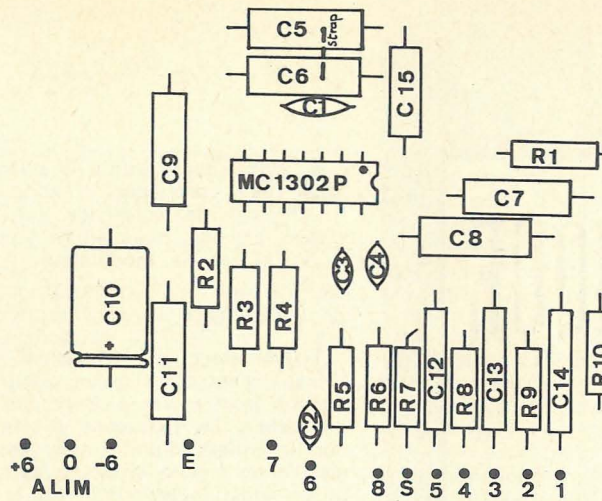 C5
strap
C6
C1
C15
C9
MC1302P
R1
C7
C8
R2
C10
-
+
C11
R3
R4
C3
C4
R5
R6
R7
C12
R8
C13
R9
C14
R10
C2
+6 0 -6 E 7 6 8 S 5 4 3 2 1
ALIM